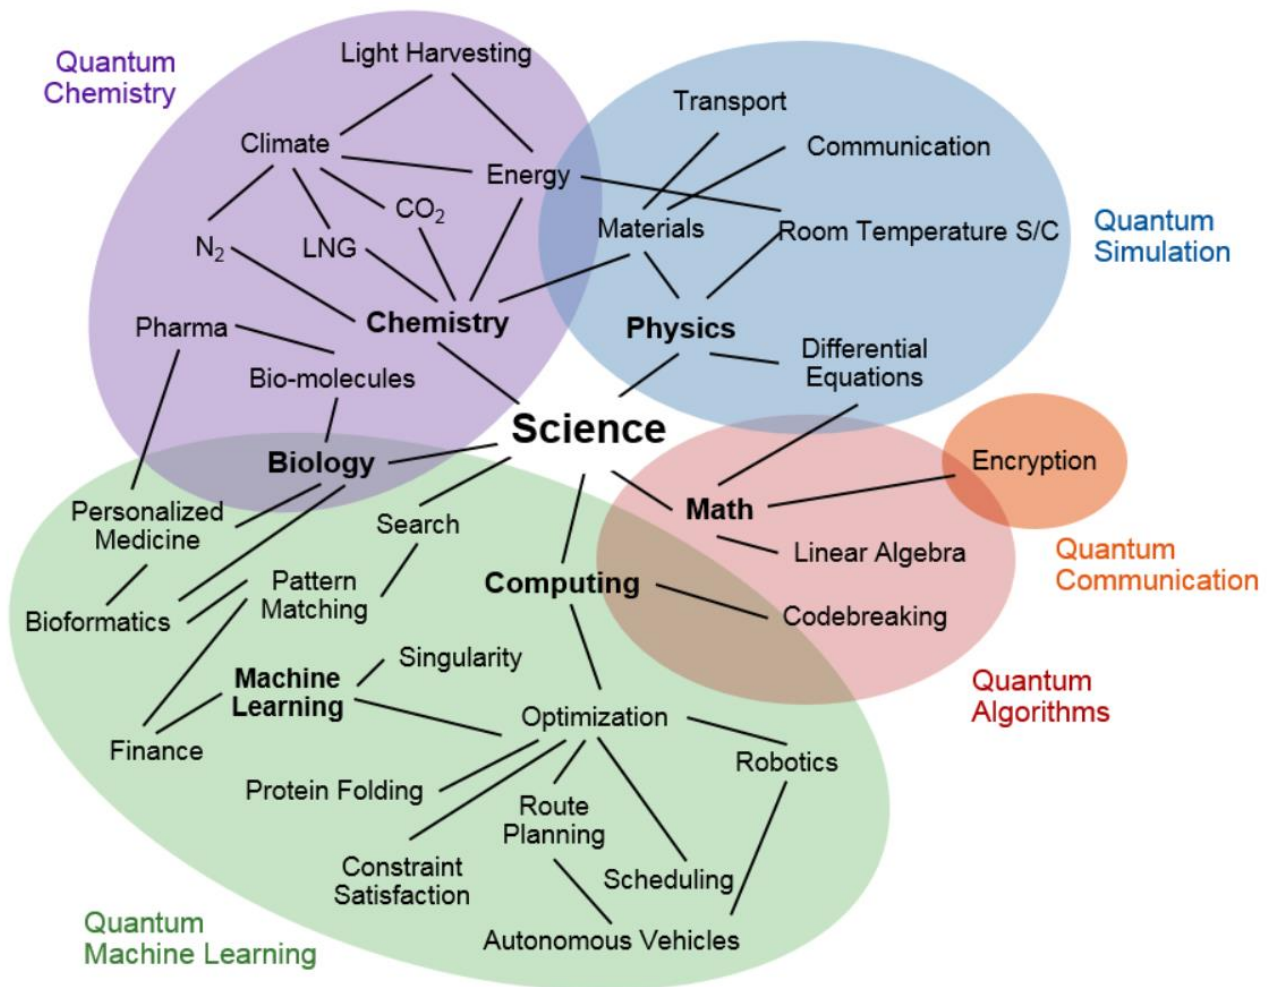 Quantum
Chemistry
Light Harvesting
Climate
Energy
CO₂
N₂
LNG
Chemistry
Pharma
Bio-molecules
Biology
Transport
Communication
Materials
Room Temperature S/C
Physics
Differential
Equations
Quantum
Simulation
Science
Encryption
Math
Linear Algebra
Codebreaking
Quantum
Communication
Quantum
Algorithms
Personalized
Medicine
Search
Computing
Pattern
Matching
Bioformatics
Singularity
Machine
Learning
Optimization
Finance
Robotics
Protein Folding
Route
Planning
Constraint
Satisfaction
Scheduling
Autonomous Vehicles
Quantum
Machine Learning